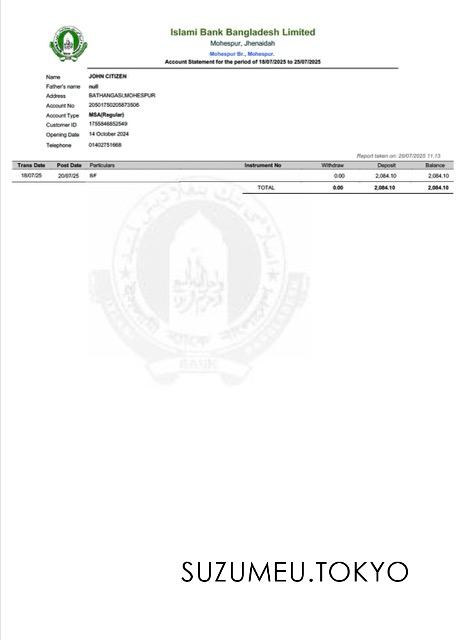 Islami Bank Bangladesh Limited
Mohespur, Jhenaidah
Mohespur Br., Mohespur.
Account Statement for the period of 18/07/2025 to 25/07/2025
Name JOHN CITIZEN
Father's name null
Address BATHANGASI,MOHESPUR
Account No 20501750205873506
Account Type MSA(Regular)
Customer ID 1755846852549
Opening Date 14 October 2024
Telephone 01402751668
Report taken on: 20/07/2025 11:13
Trans Date Post Date Particulars Instrument No Withdraw Deposit Balance
18/07/25 20/07/25 B/F 0.00 2,084.10 2,084.10
TOTAL 0.00 2,084.10 2,084.10
BANK
SUZUMEU.TOKYO